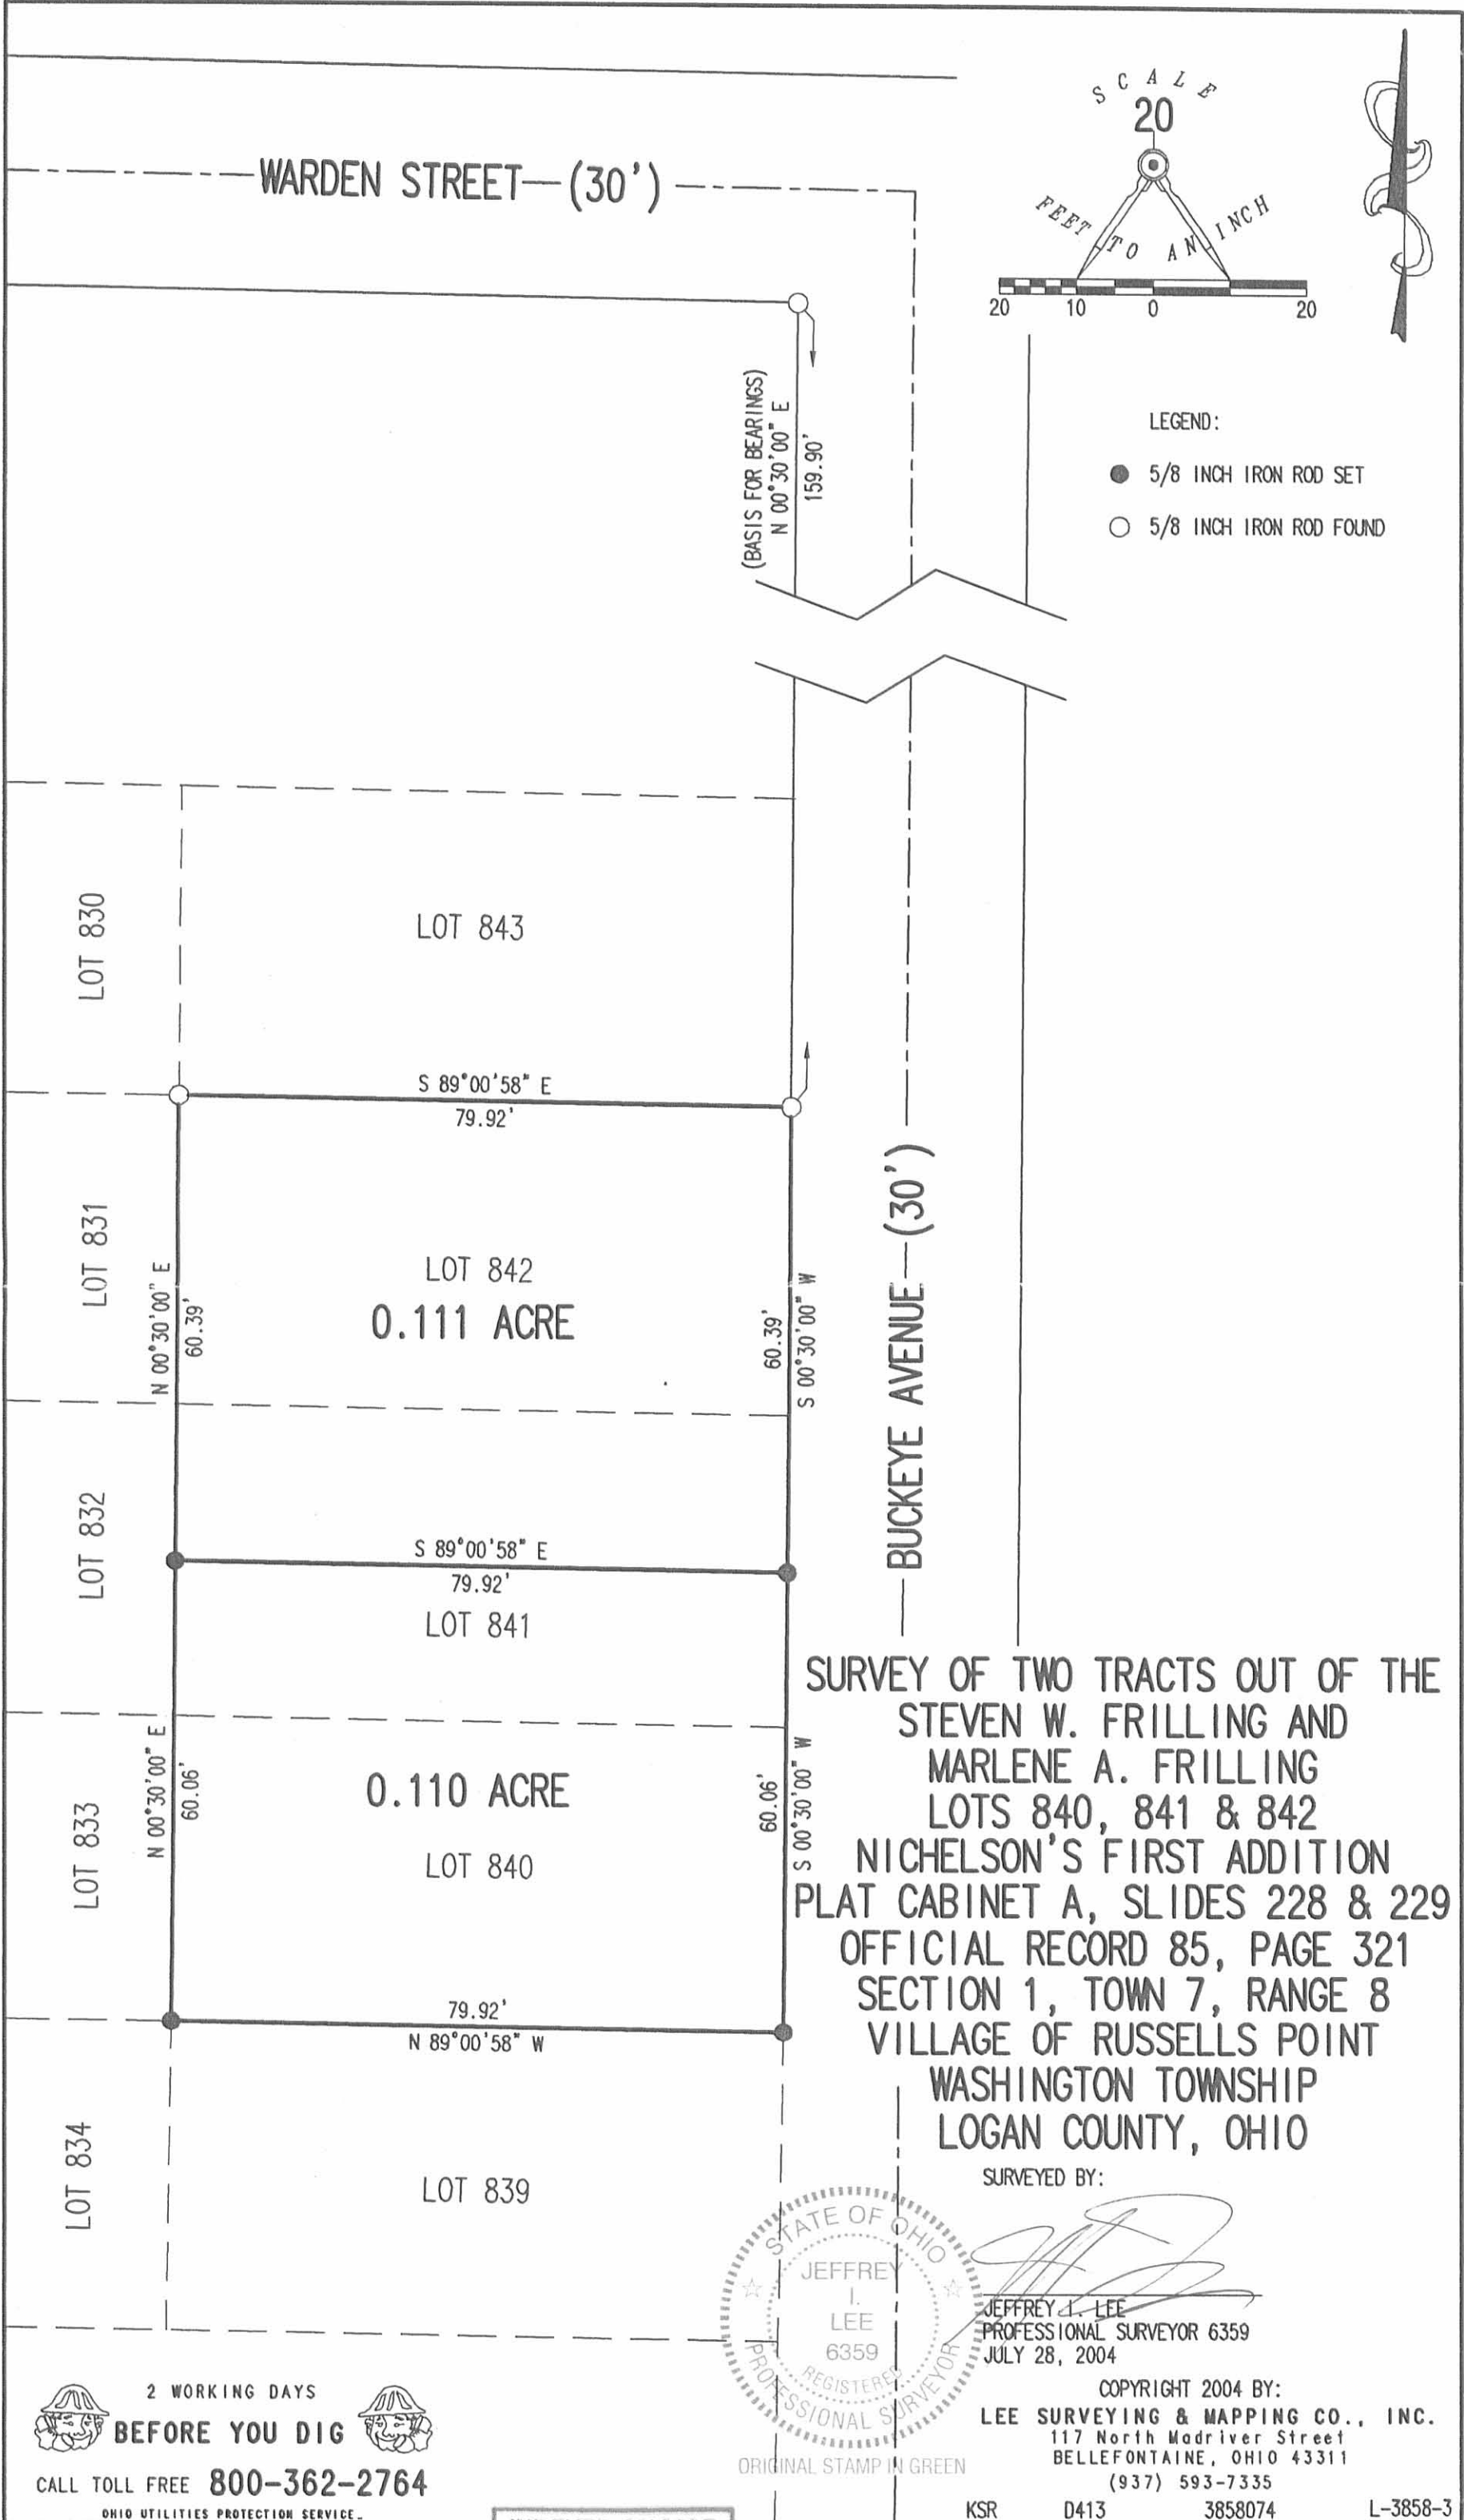 SCALE
20
FEET TO AN INCH
20 10 0 20
WARDEN STREET (30')
(BASIS FOR BEARINGS)
N 00°30'00" E
159.90'
LEGEND:
5/8 INCH IRON ROD SET
5/8 INCH IRON ROD FOUND
LOT 830
LOT 843
S 89°00'58" E
79.92'
LOT 831
N 00°30'00" E
60.39'
LOT 842
0.111 ACRE
60.39'
S 00°30'00" W
BUCKEYE AVENUE (30')
LOT 832
S 89°00'58" E
79.92'
LOT 841
LOT 833
N 00°30'00" E
60.06'
0.110 ACRE
LOT 840
60.06'
S 00°30'00" W
79.92'
N 89°00'58" W
LOT 834
LOT 839
SURVEY OF TWO TRACTS OUT OF THE
STEVEN W. FRILLING AND
MARLENE A. FRILLING
LOTS 840, 841 & 842
NICHELSON'S FIRST ADDITION
PLAT CABINET A, SLIDES 228 & 229
OFFICIAL RECORD 85, PAGE 321
SECTION 1, TOWN 7, RANGE 8
VILLAGE OF RUSSELLS POINT
WASHINGTON TOWNSHIP
LOGAN COUNTY, OHIO
SURVEYED BY:
JEFFREY I. LEE
PROFESSIONAL SURVEYOR 6359
JULY 28, 2004
STATE OF OHIO
JEFFREY
I.
LEE
6359
REGISTERED
PROFESSIONAL SURVEYOR
ORIGINAL STAMP IN GREEN
COPYRIGHT 2004 BY:
LEE SURVEYING & MAPPING CO., INC.
117 North Madriver Street
BELLEFONTAINE, OHIO 43311
(937) 593-7335
KSR D413 3858074 L-3858-3
2 WORKING DAYS
BEFORE YOU DIG
CALL TOLL FREE 800-362-2764
OHIO UTILITIES PROTECTION SERVICE